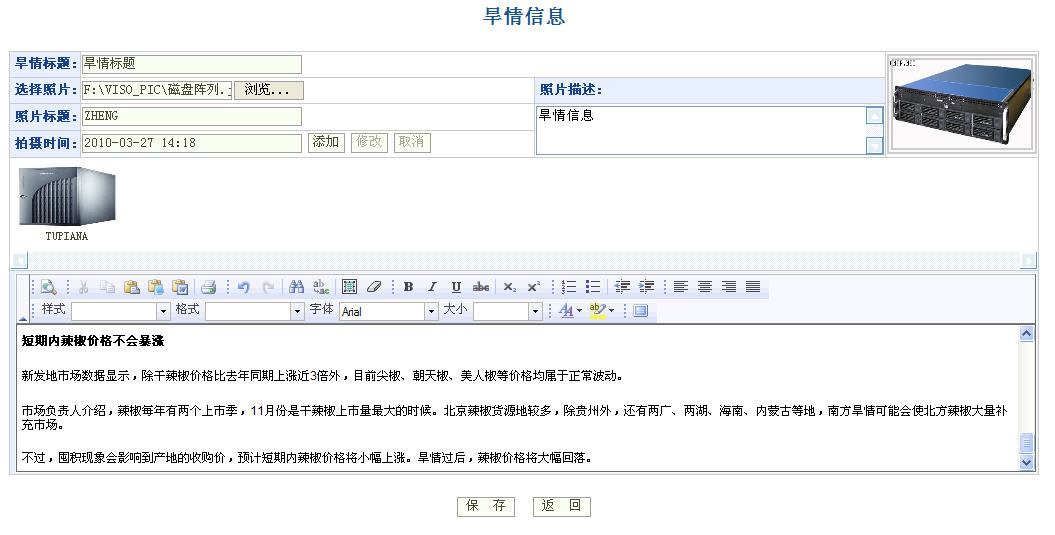 旱情信息
旱情标题：旱情标题
选择照片：F:\VISO_PIC\磁盘阵列.j 浏览... 照片描述：
照片标题：ZHENG 旱情信息
拍摄时间：2010-03-27 14:18 添加 修改 取消
TUPIANA
样式 格式 字体 Arial 大小
短期内辣椒价格不会暴涨
新发地市场数据显示，除干辣椒价格比去年同期上涨近3倍外，目前尖椒、朝天椒、美人椒等价格均属于正常波动。
市场负责人介绍，辣椒每年有两个上市季，11月份是干辣椒上市量最大的时候。北京辣椒货源地较多，除贵州外，还有两广、两湖、海南、内蒙古等地，南方旱情可能会使北方辣椒大量补
充市场。
不过，囤积现象会影响到产地的收购价，预计短期内辣椒价格将小幅上涨。旱情过后，辣椒价格将大幅回落。
保 存 返 回